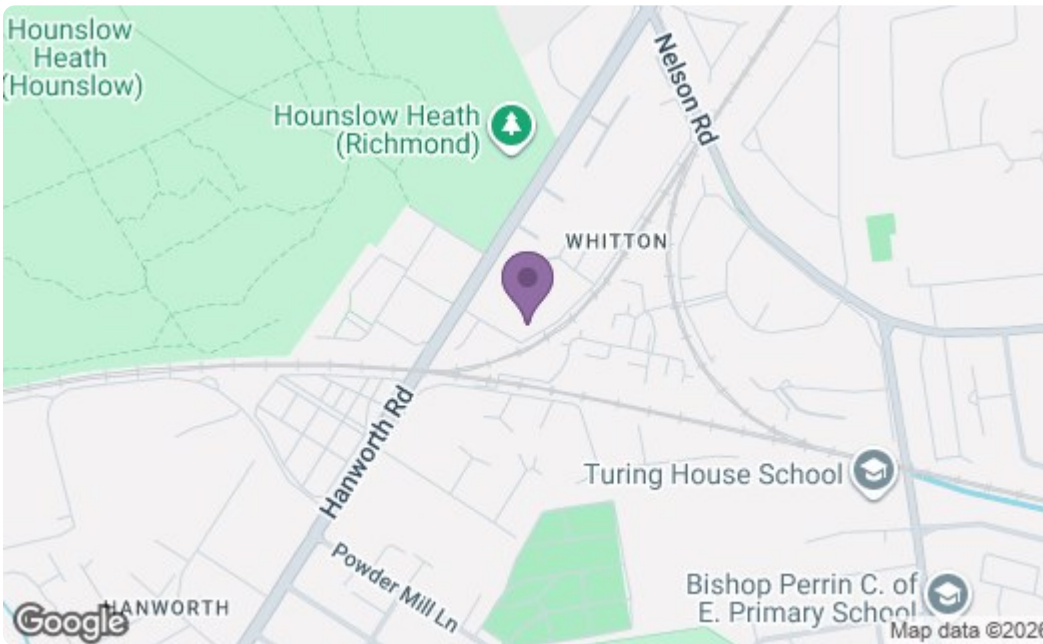 Hounslow
Heath
(Hounslow)
Hounslow Heath
(Richmond)
Nelson Rd
WHITTON
Hanworth Rd
Turing House School
Powder Mill Ln
HANWORTH
Bishop Perrin C. of
E. Primary School
Google
Map data ©2026